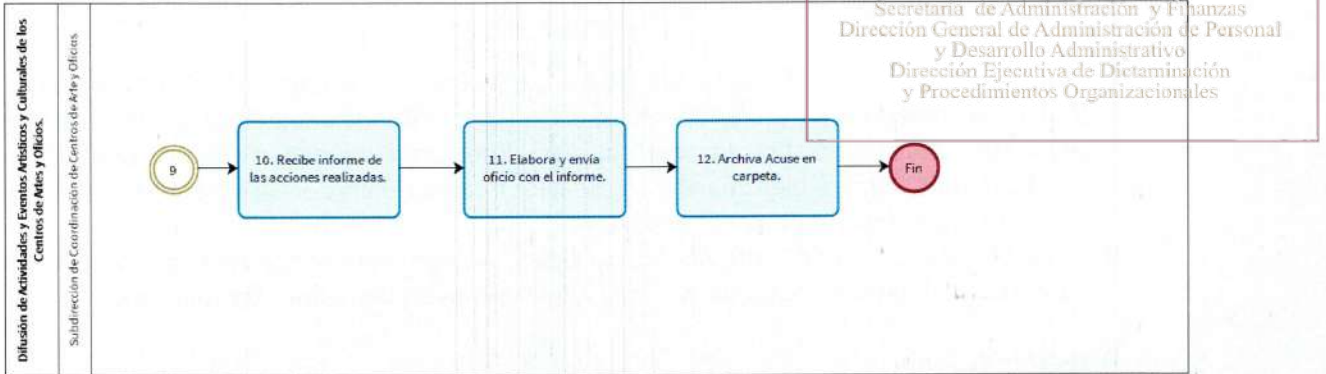 Secretaría de Administración y Finanzas
Dirección General de Administración de Personal
y Desarrollo Administrativo
Dirección Ejecutiva de Dictaminación
y Procedimientos Organizacionales
Difusión de Actividades y Eventos Artísticos y Culturales de los
Centros de Artes y Oficios.
Subdirección de Coordinación de Centros de Arte y Oficios.
9
10. Recibe informe de
las acciones realizadas.
11. Elabora y envía
oficio con el informe.
12. Archiva Acuse en
carpeta.
Fin